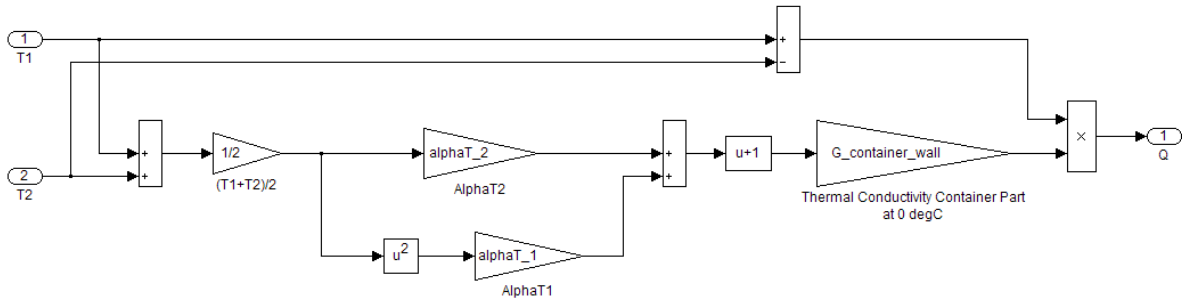 1
T1
+
−
2
T2
+
+
1/2
(T1+T2)/2
alphaT_2
AlphaT2
u2
alphaT_1
AlphaT1
+
+
u+1
G_container_wall
Thermal Conductivity Container Part
at 0 degC
×
1
Q